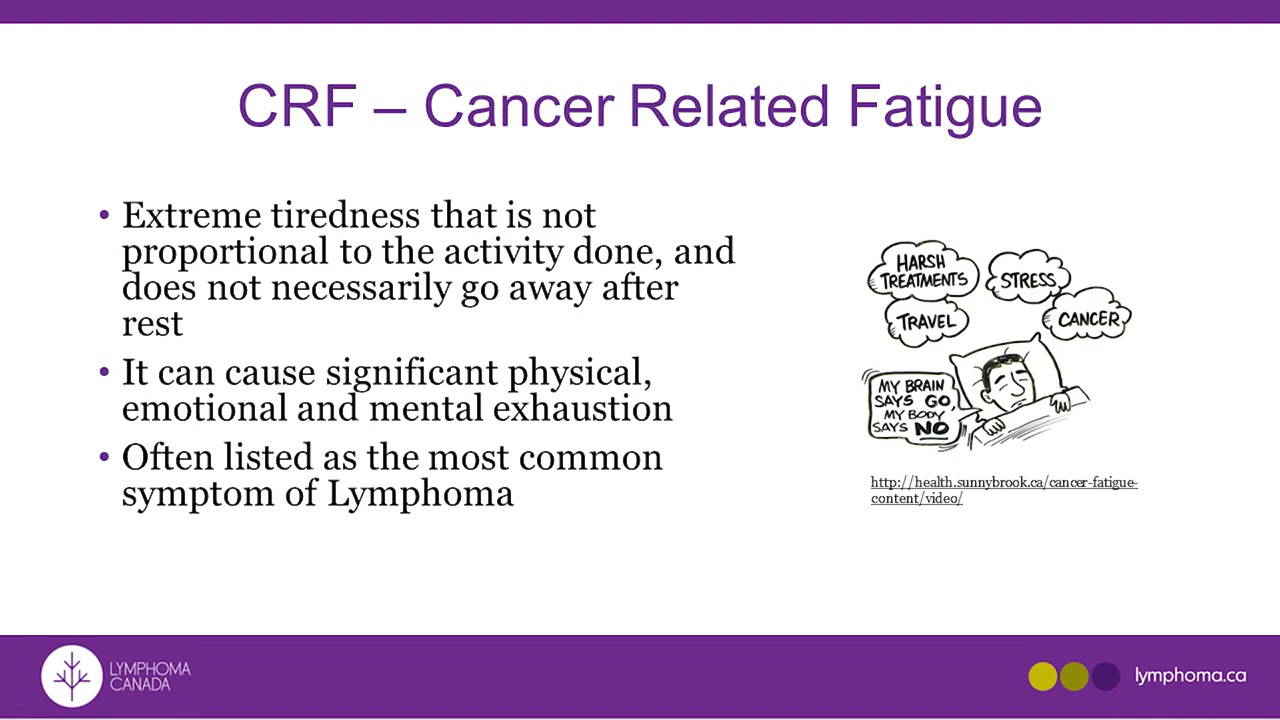 CRF – Cancer Related Fatigue
• Extreme tiredness that is not
proportional to the activity done, and
does not necessarily go away after
rest
• It can cause significant physical,
emotional and mental exhaustion
• Often listed as the most common
symptom of Lymphoma
HARSH
TREATMENTS
STRESS
TRAVEL
CANCER
MY BRAIN
SAYS GO,
MY BODY
SAYS NO
http://health.sunnybrook.ca/cancer-fatigue-
content/video/
LYMPHOMA
CANADA
lymphoma.ca